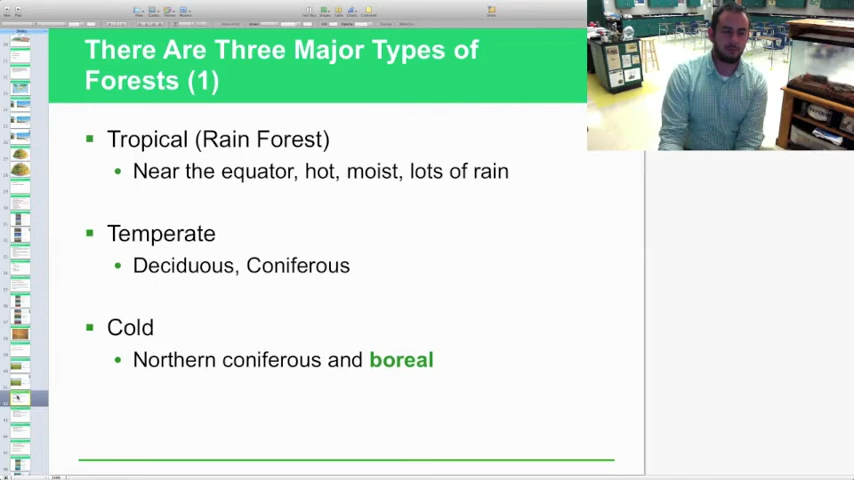 There Are Three Major Types of
Forests (1)
Tropical (Rain Forest)
Near the equator, hot, moist, lots of rain
Temperate
Deciduous, Coniferous
Cold
Northern coniferous and boreal